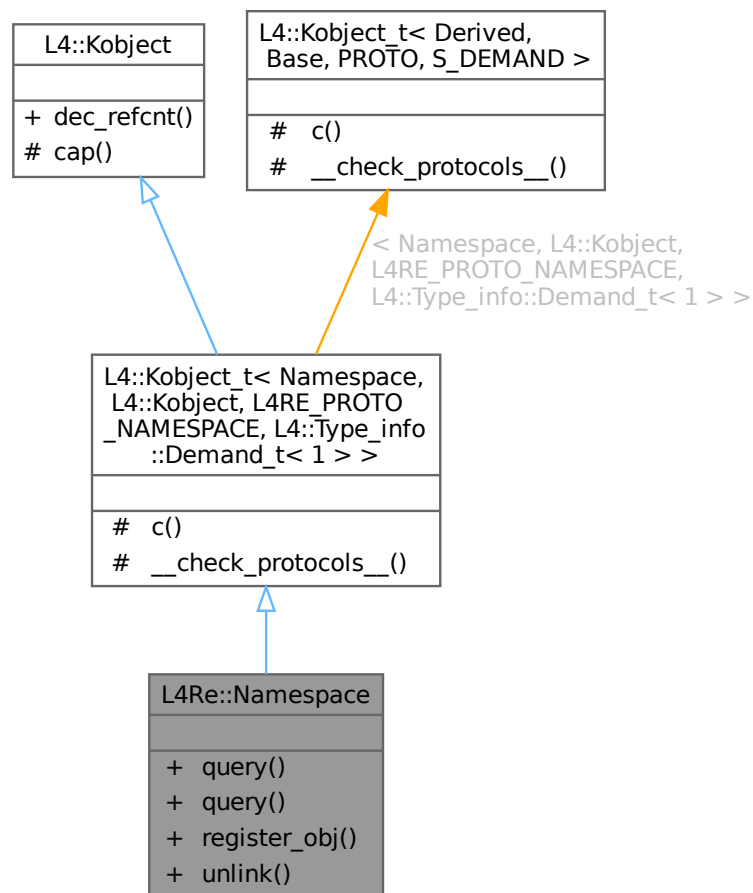 L4::Kobject
+ dec_refcnt()
# cap()
L4::Kobject_t< Derived,
Base, PROTO, S_DEMAND >
# c()
# __check_protocols__()
< Namespace, L4::Kobject,
L4RE_PROTO_NAMESPACE,
L4::Type_info::Demand_t< 1 > >
L4::Kobject_t< Namespace,
L4::Kobject, L4RE_PROTO
_NAMESPACE, L4::Type_info
::Demand_t< 1 > >
# c()
# __check_protocols__()
L4Re::Namespace
+ query()
+ query()
+ register_obj()
+ unlink()